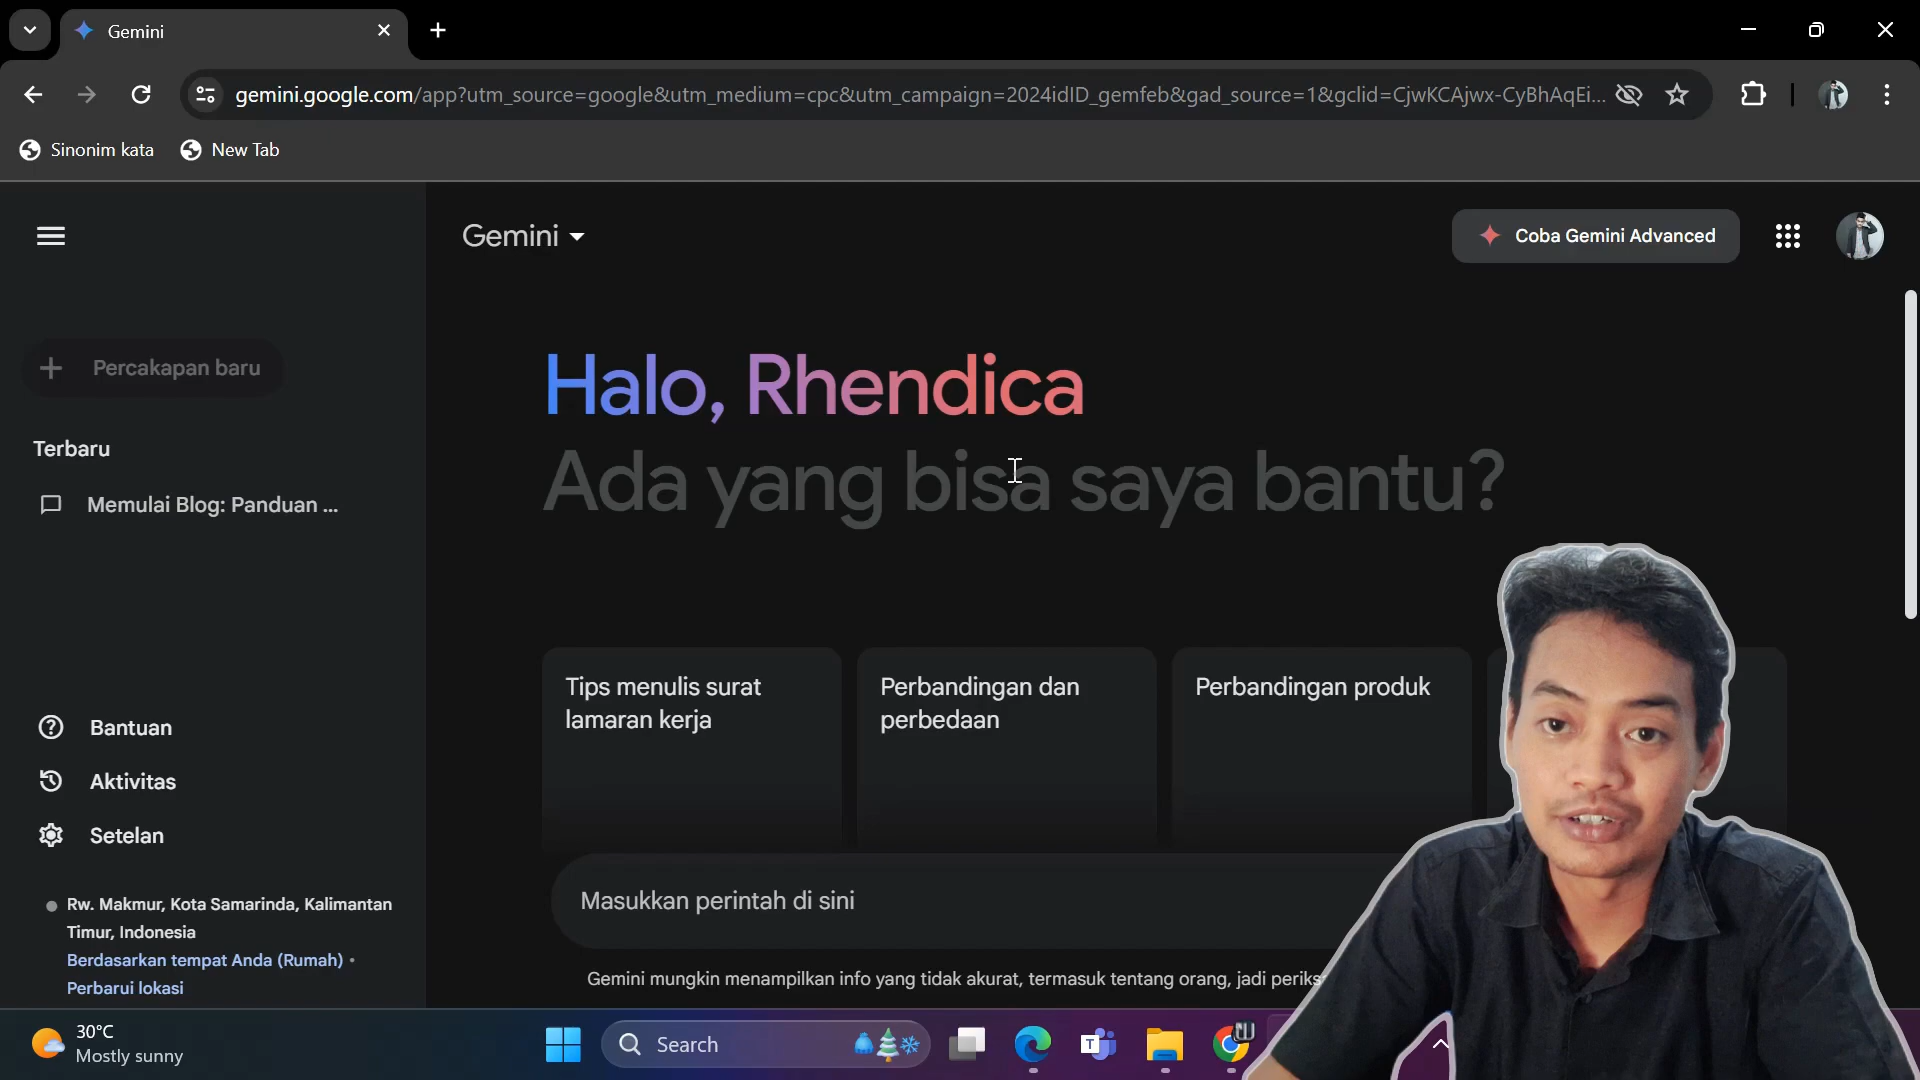 Gemini
gemini.google.com/app?utm_source=google&utm_medium=cpc&utm_campaign=2024idID_gemfeb&gad_source=1&gclid=CjwKCAjwx-CyBhAqEi...
Sinonim kata
New Tab
Gemini
Coba Gemini Advanced
Percakapan baru
Terbaru
Memulai Blog: Panduan ...
Bantuan
Aktivitas
Setelan
Rw. Makmur, Kota Samarinda, Kalimantan
Timur, Indonesia
Berdasarkan tempat Anda (Rumah) •
Perbarui lokasi
Halo, Rhendica
Ada yang bisa saya bantu?
Tips menulis surat
lamaran kerja
Perbandingan dan
perbedaan
Perbandingan produk
Masukkan perintah di sini
Gemini mungkin menampilkan info yang tidak akurat, termasuk tentang orang, jadi periks
30°C
Mostly sunny
Search